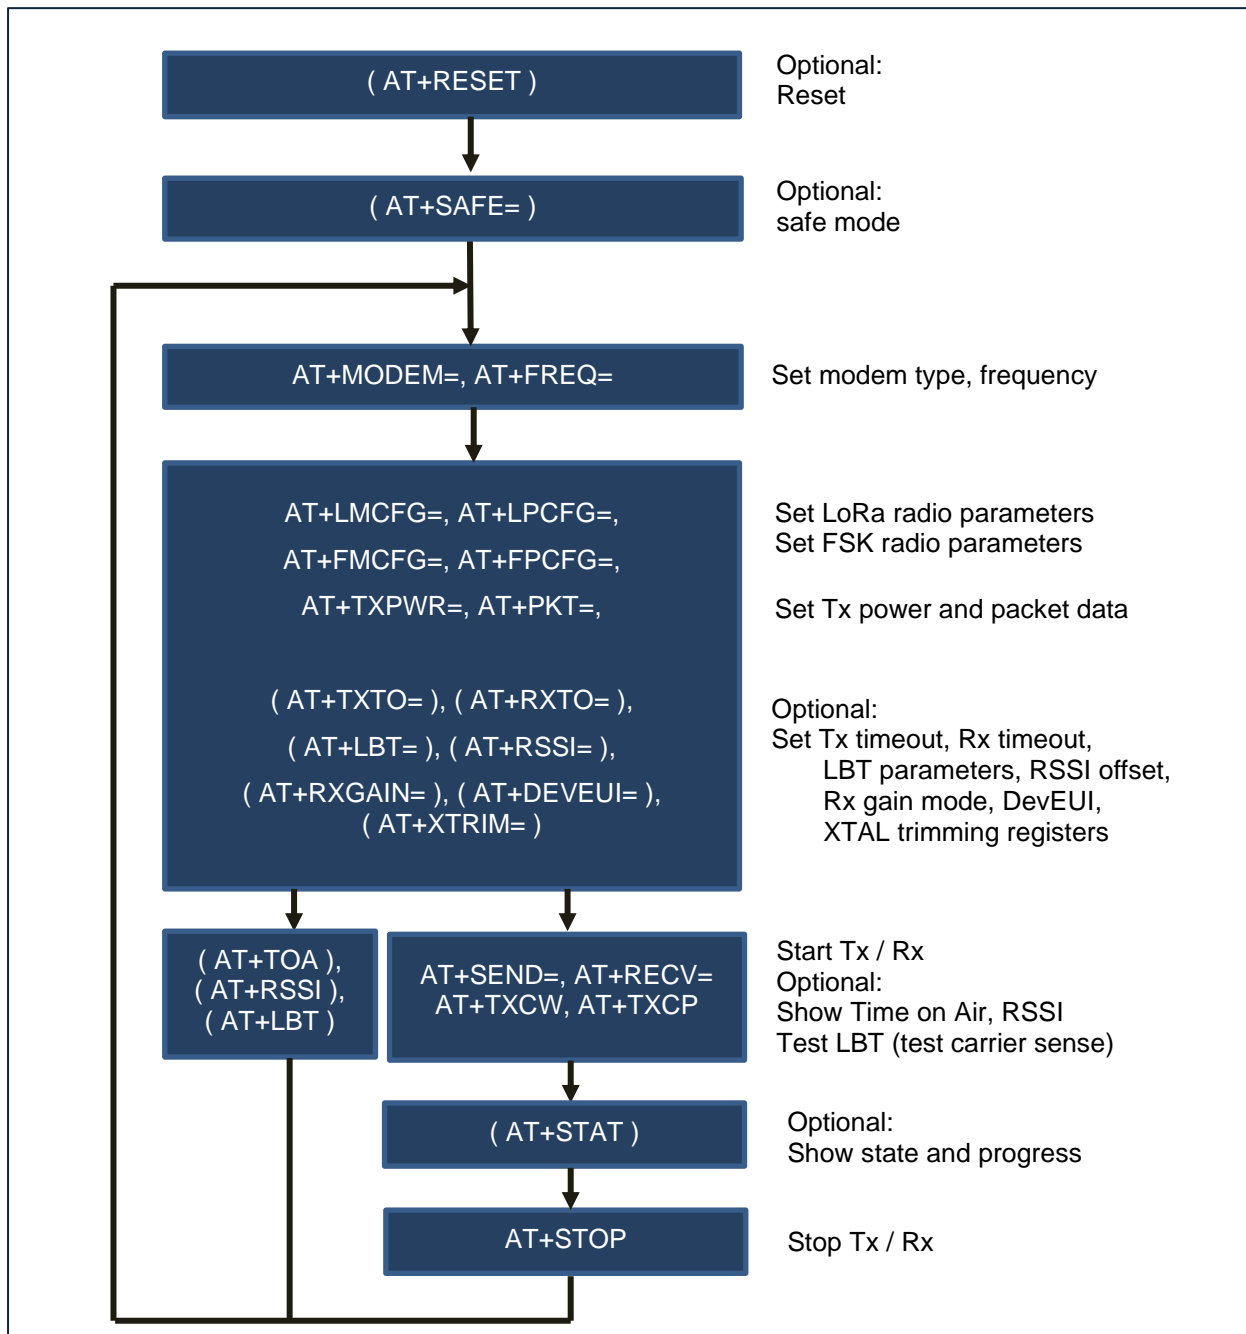 ( AT+RESET )
Optional:
Reset
( AT+SAFE= )
Optional:
safe mode
AT+MODEM=, AT+FREQ=
Set modem type, frequency
AT+LMCFG=, AT+LPCFG=,
AT+FMCFG=, AT+FPCFG=,
AT+TXPWR=, AT+PKT=,
Set LoRa radio parameters
Set FSK radio parameters
Set Tx power and packet data
( AT+TXTO= ), ( AT+RXTO= ),
( AT+LBT= ), ( AT+RSSI= ),
( AT+RXGAIN= ), ( AT+DEVEUI= ),
( AT+XTRIM= )
Optional:
Set Tx timeout, Rx timeout,
LBT parameters, RSSI offset,
Rx gain mode, DevEUI,
XTAL trimming registers
( AT+TOA ),
( AT+RSSI ),
( AT+LBT )
AT+SEND=, AT+RECV=
AT+TXCW, AT+TXCP
Start Tx / Rx
Optional:
Show Time on Air, RSSI
Test LBT (test carrier sense)
( AT+STAT )
Optional:
Show state and progress
AT+STOP
Stop Tx / Rx